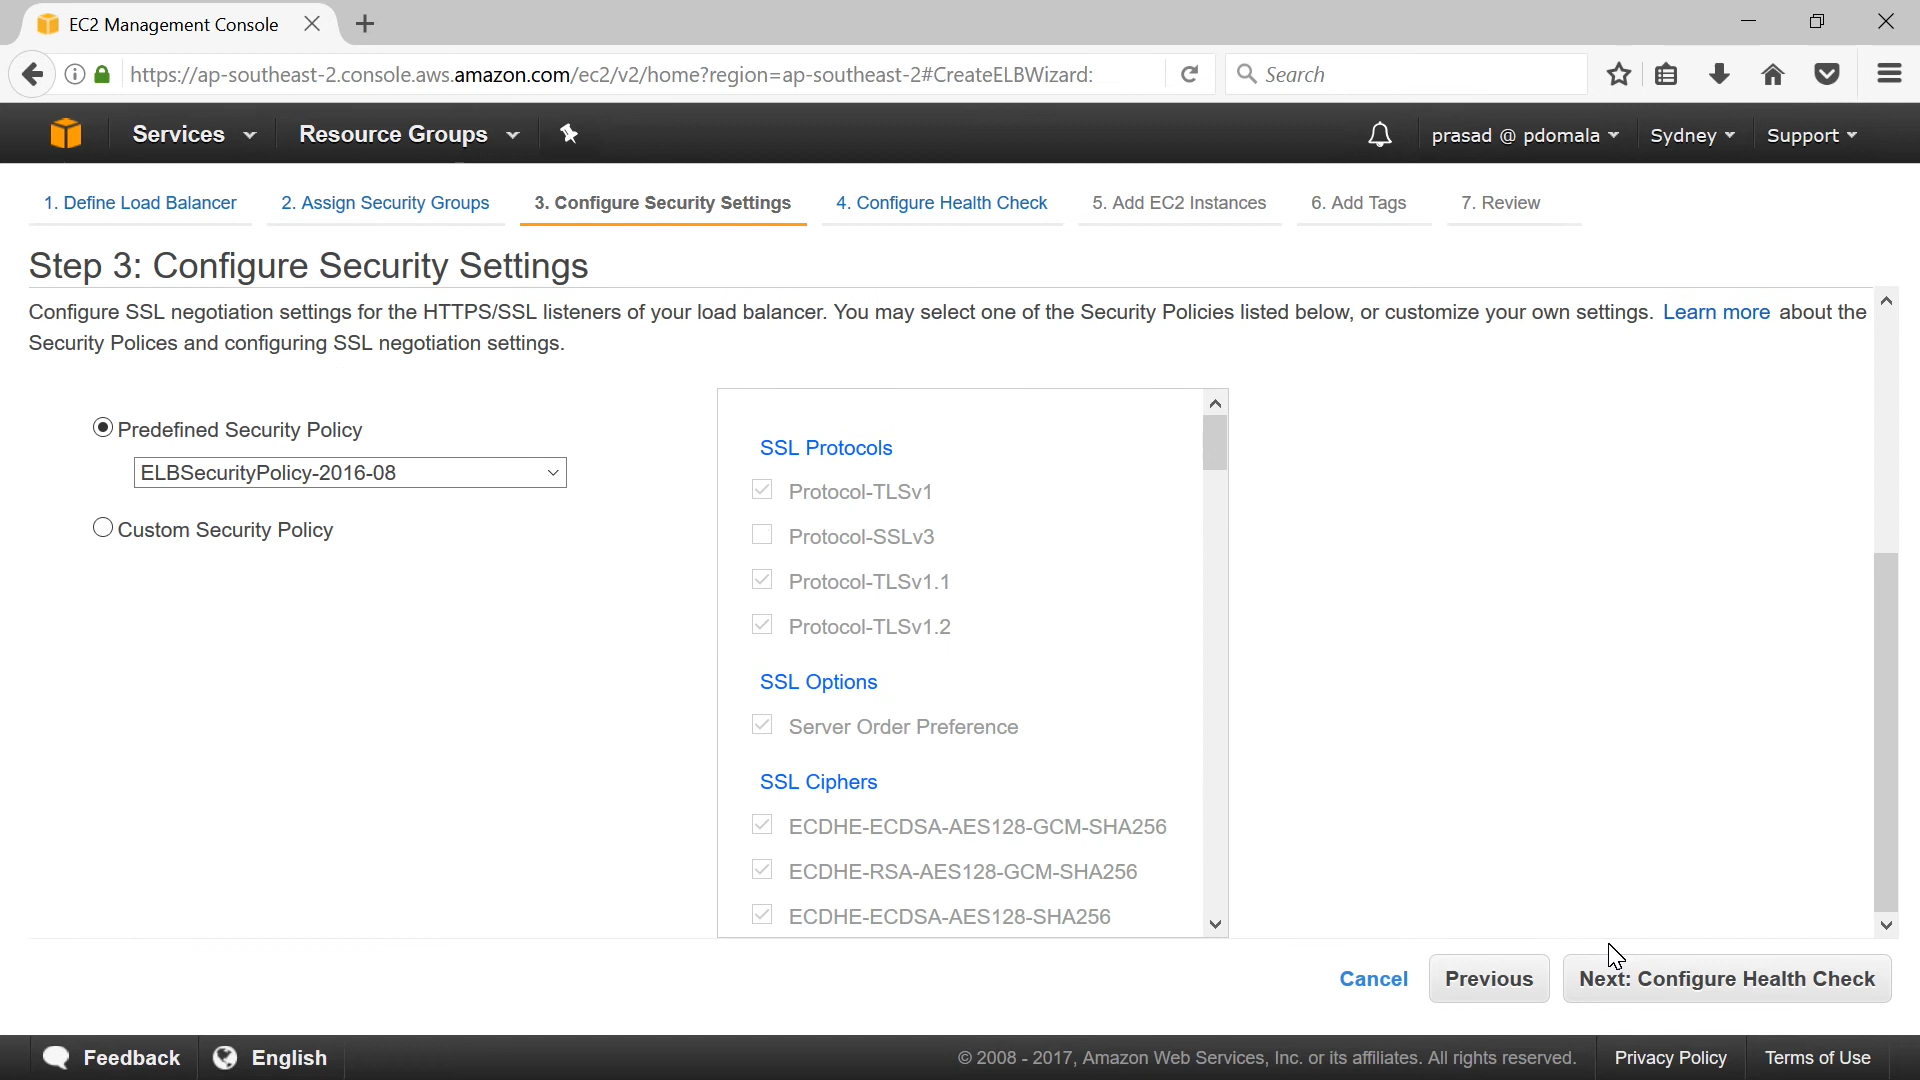 EC2 Management Console
https://ap-southeast-2.console.aws.amazon.com/ec2/v2/home?region=ap-southeast-2#CreateELBWizard:
Search
Services
Resource Groups
prasad @ pdomala
Sydney
Support
1. Define Load Balancer
2. Assign Security Groups
3. Configure Security Settings
4. Configure Health Check
5. Add EC2 Instances
6. Add Tags
7. Review
Step 3: Configure Security Settings
Configure SSL negotiation settings for the HTTPS/SSL listeners of your load balancer. You may select one of the Security Policies listed below, or customize your own settings. Learn more about the
Security Polices and configuring SSL negotiation settings.
Predefined Security Policy
ELBSecurityPolicy-2016-08
Custom Security Policy
SSL Protocols
Protocol-TLSv1
Protocol-SSLv3
Protocol-TLSv1.1
Protocol-TLSv1.2
SSL Options
Server Order Preference
SSL Ciphers
ECDHE-ECDSA-AES128-GCM-SHA256
ECDHE-RSA-AES128-GCM-SHA256
ECDHE-ECDSA-AES128-SHA256
Cancel
Previous
Next: Configure Health Check
Feedback
English
© 2008 - 2017, Amazon Web Services, Inc. or its affiliates. All rights reserved.
Privacy Policy
Terms of Use